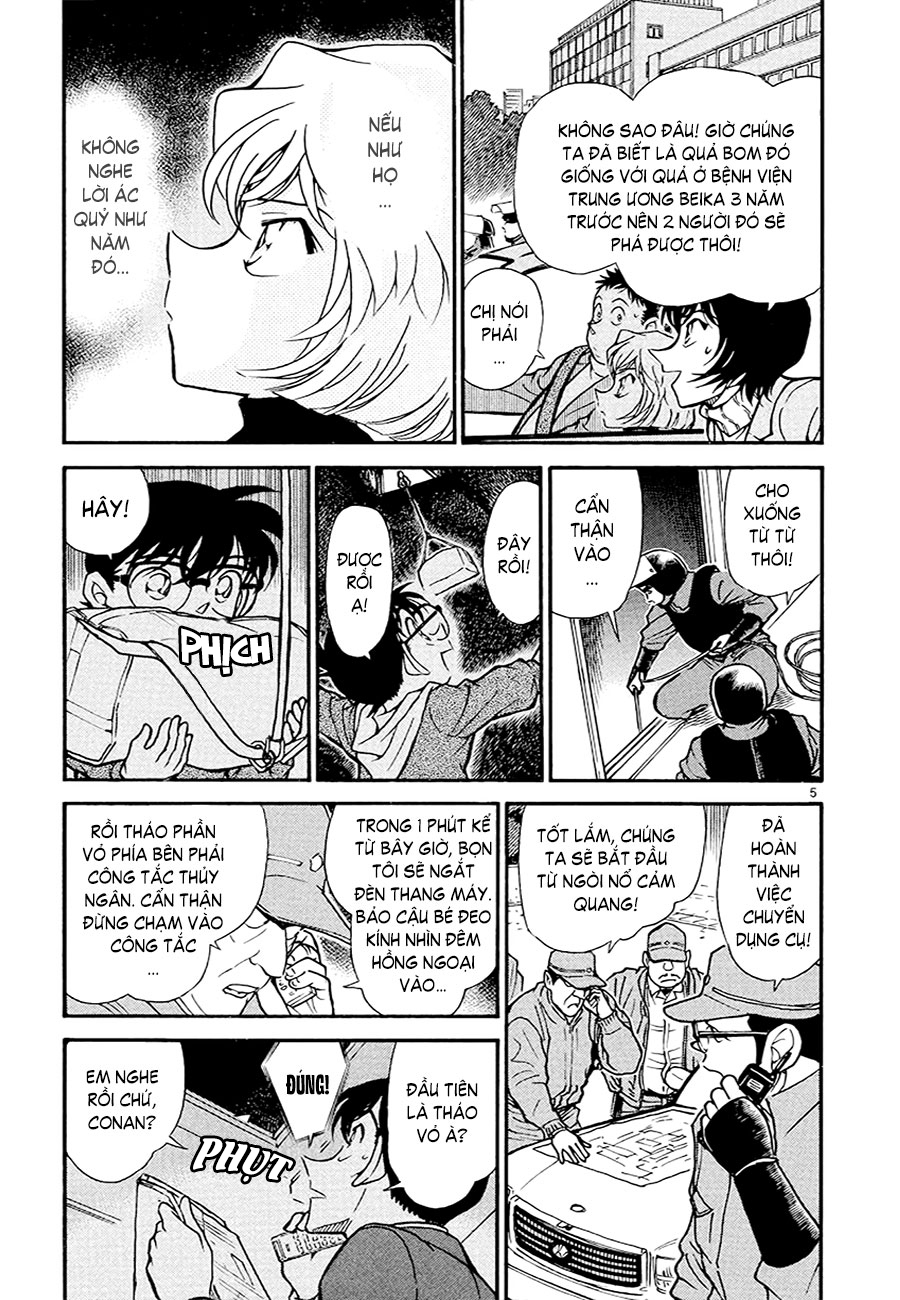 KHÔNG SAO ĐÂU! GIỜ CHÚNG
TA ĐÃ BIẾT LÀ QUẢ BOM ĐÓ
GIỐNG VỚI QUẢ Ở BỆNH VIỆN
TRUNG ƯƠNG BEIKA 3 NĂM
TRƯỚC NÊN 2 NGƯỜI ĐÓ SẼ
PHÁ ĐƯỢC THÔI!
CHỊ NÓI
PHẢI
...
NẾU
NHƯ
HỌ
...
KHÔNG
NGHE
LỜI ÁC
QUỶ NHƯ
NĂM
ĐÓ...
CHO
XUỐNG
TỪ TỪ
THÔI!
CẨN
THẬN
VÀO
...
ĐÂY
RỒI!
ĐƯỢC
RỒI
Ạ!
HÂY!
PHỊCH
5
ĐÃ
HOÀN
THÀNH
VIỆC
CHUYỂN
DỤNG CỤ!
TỐT LẮM, CHÚNG
TA SẼ BẮT ĐẦU
TỪ NGÒI NỔ CẢM
QUANG!
TRONG 1 PHÚT KỂ
TỪ BÂY GIỜ, BỌN
TÔI SẼ NGẮT
ĐÈN THANG MÁY.
BẢO CẬU BÉ ĐEO
KÍNH NHÌN ĐÊM
HỒNG NGOẠI
VÀO...
RỒI THÁO PHẦN
VỎ PHÍA BÊN PHẢI
CÔNG TẮC THỦY
NGÂN. CẨN THẬN
ĐỪNG CHẠM VÀO
CÔNG TẮC
...
ĐẦU TIÊN
LÀ THÁO
VỎ À?
ĐÚNG!
EM NGHE
RỒI CHỨ,
CONAN?
PHỤT